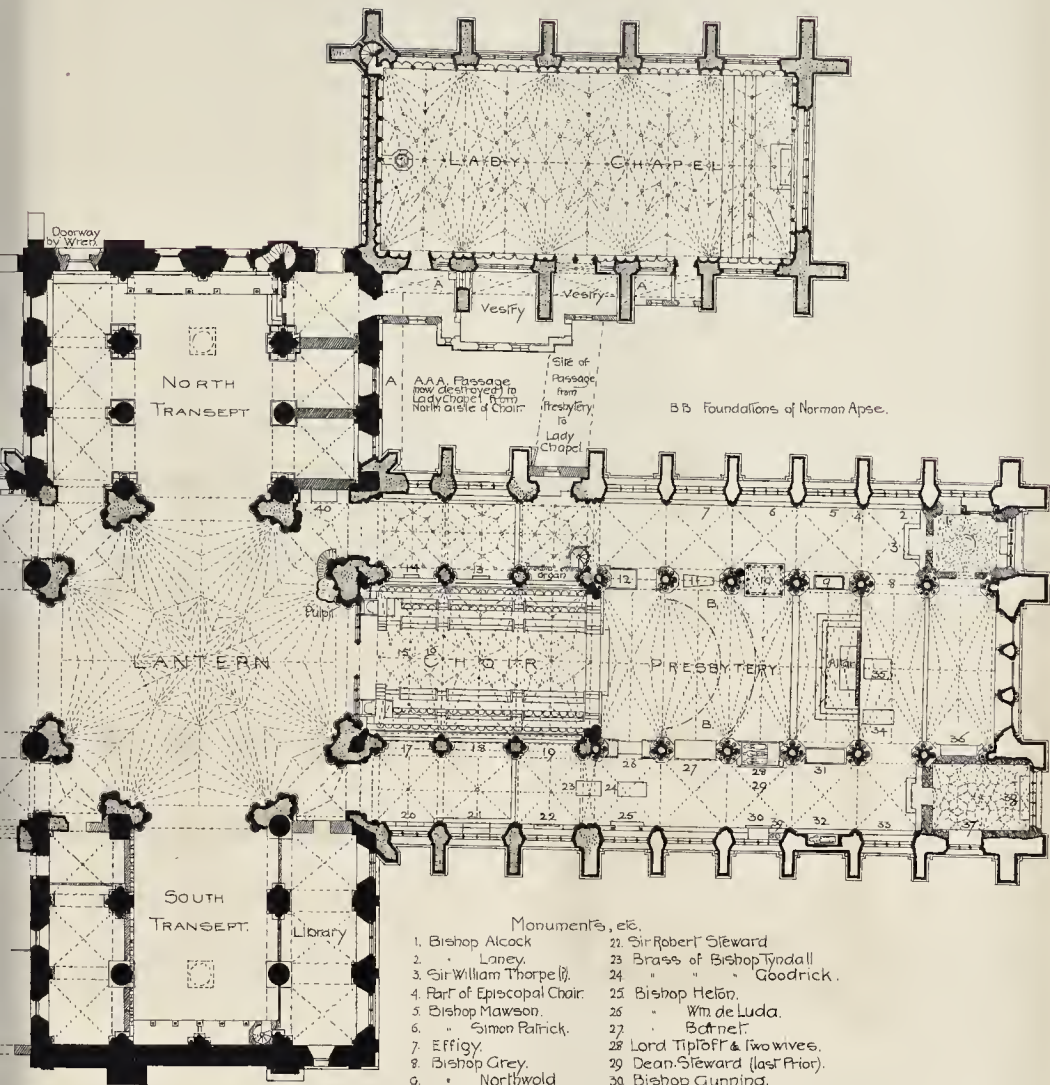 LADY CHAPEL
Doorway
by Wren.
A
Vestry
Vestry
A
NORTH
TRANSEPT
A
A.A.A. Passage
now destroyed) to
Lady Chapel from
North aisle of Choir.
Site of
Passage
from
Presbytery
to
Lady
Chapel
B B Foundations of Norman Apse.
40
7 6 5 4 2 1
3
14 13
organ
12 11 10 9 8
Pulpit
B
LANTERN
15 16
CHOIR
PRESBYTERY
Altar
35
34
B
17 18 19
26 27 28 31 36
29
23 24
20 21 22 25 30 32 33 37
SOUTH
TRANSEPT.
Library
Monuments, etc.
1. Bishop Alcock
2. " Laney.
3. Sir William Thorpe (?).
4. Part of Episcopal Chair.
5. Bishop Mawson.
6. " Simon Patrick.
7. Effigy.
8. Bishop Grey.
9. " Northwold
22. Sir Robert Steward
23 Brass of Bishop Tyndall
24 " " " Goodrick.
25 Bishop Heton.
26 " Wm. de Luda.
27. " Barnet.
28 Lord Tiptoft & two wives.
29 Dean Steward (last Prior).
30 Bishop Gunning.